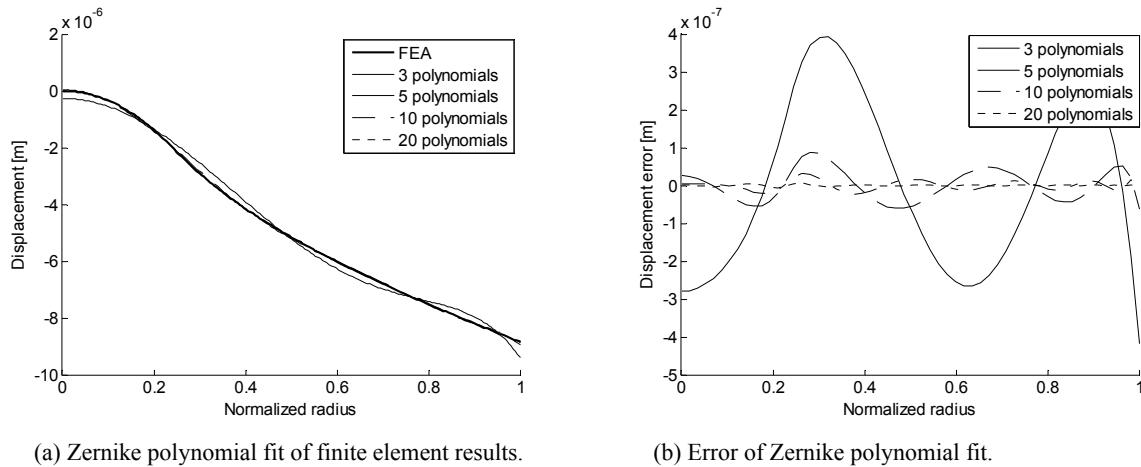 x 10⁻⁶
0
-2
-4
-6
-8
-10
Displacement [m]
0
0.2
0.4
0.6
0.8
1
Normalized radius
FEA
3 polynomials
5 polynomials
10 polynomials
20 polynomials
(a) Zernike polynomial fit of finite element results.
x 10⁻⁷
4
3
2
1
0
-1
-2
-3
-4
-5
Displacement error [m]
0
0.2
0.4
0.6
0.8
1
Normalized radius
3 polynomials
5 polynomials
10 polynomials
20 polynomials
(b) Error of Zernike polynomial fit.